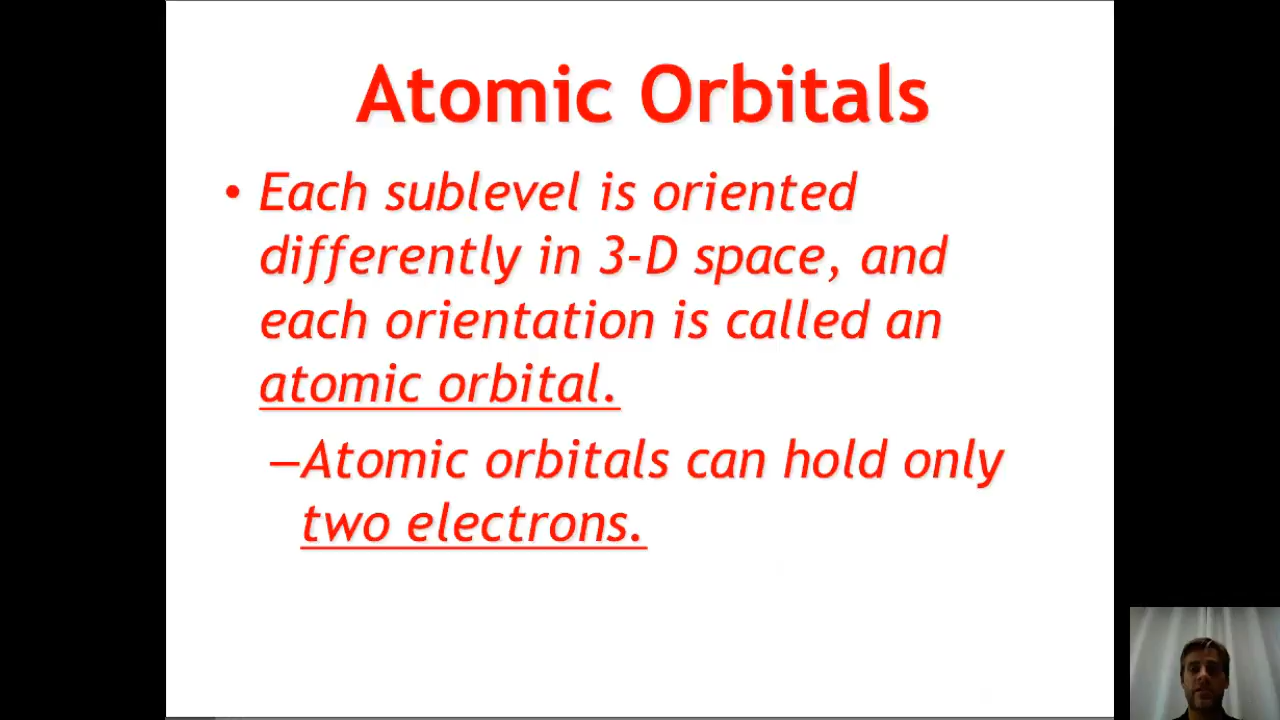 Atomic Orbitals
• Each sublevel is oriented
differently in 3-D space, and
each orientation is called an
atomic orbital.
–Atomic orbitals can hold only
two electrons.